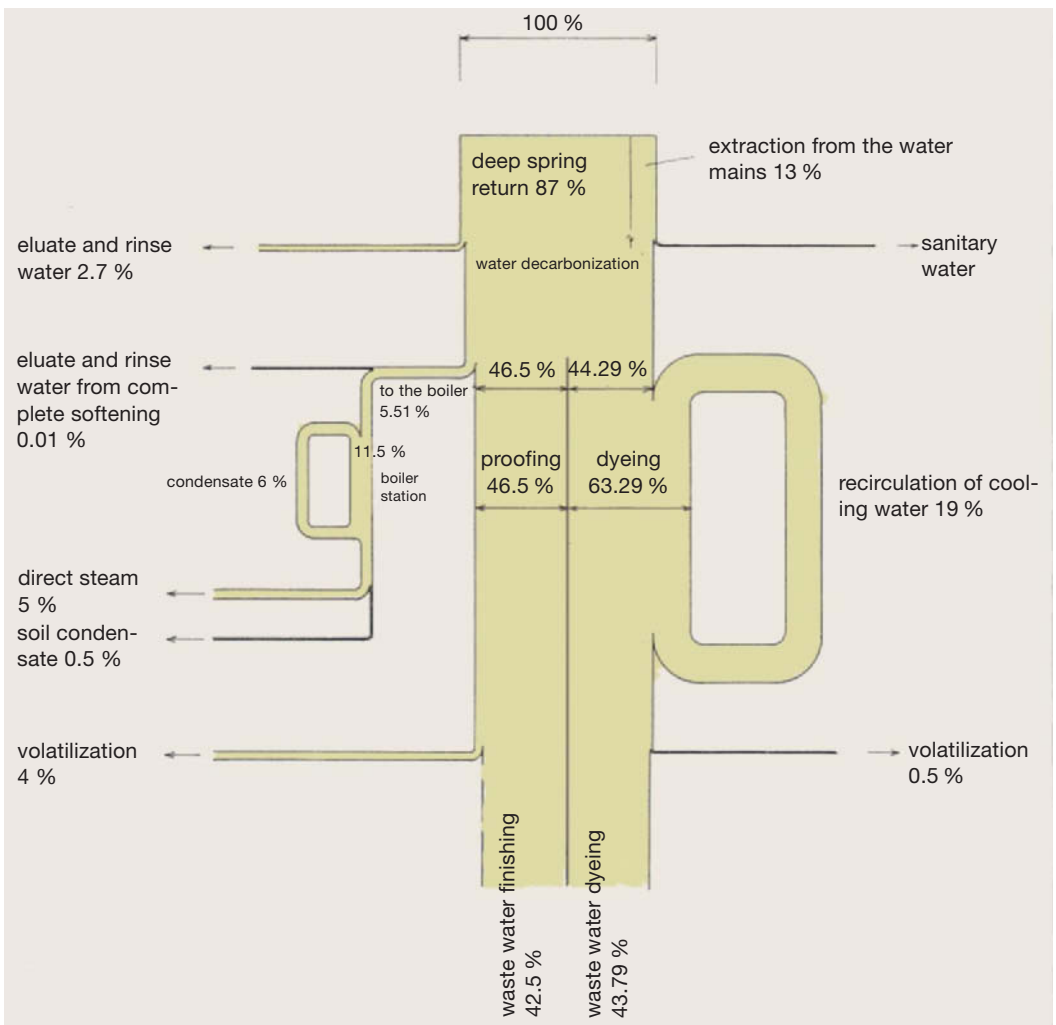 100 %
deep spring
return 87 %
extraction from the water
mains 13 %
eluate and rinse
water 2.7 %
water decarbonization
sanitary
water
eluate and rinse
water from com-
plete softening
0.01 %
to the boiler
5.51 %
46.5 %
44.29 %
11.5 %
boiler
station
condensate 6 %
proofing
46.5 %
dyeing
63.29 %
recirculation of cool-
ing water 19 %
direct steam
5 %
soil conden-
sate 0.5 %
volatilization
4 %
volatilization
0.5 %
waste water finishing
42.5 %
waste water dyeing
43.79 %